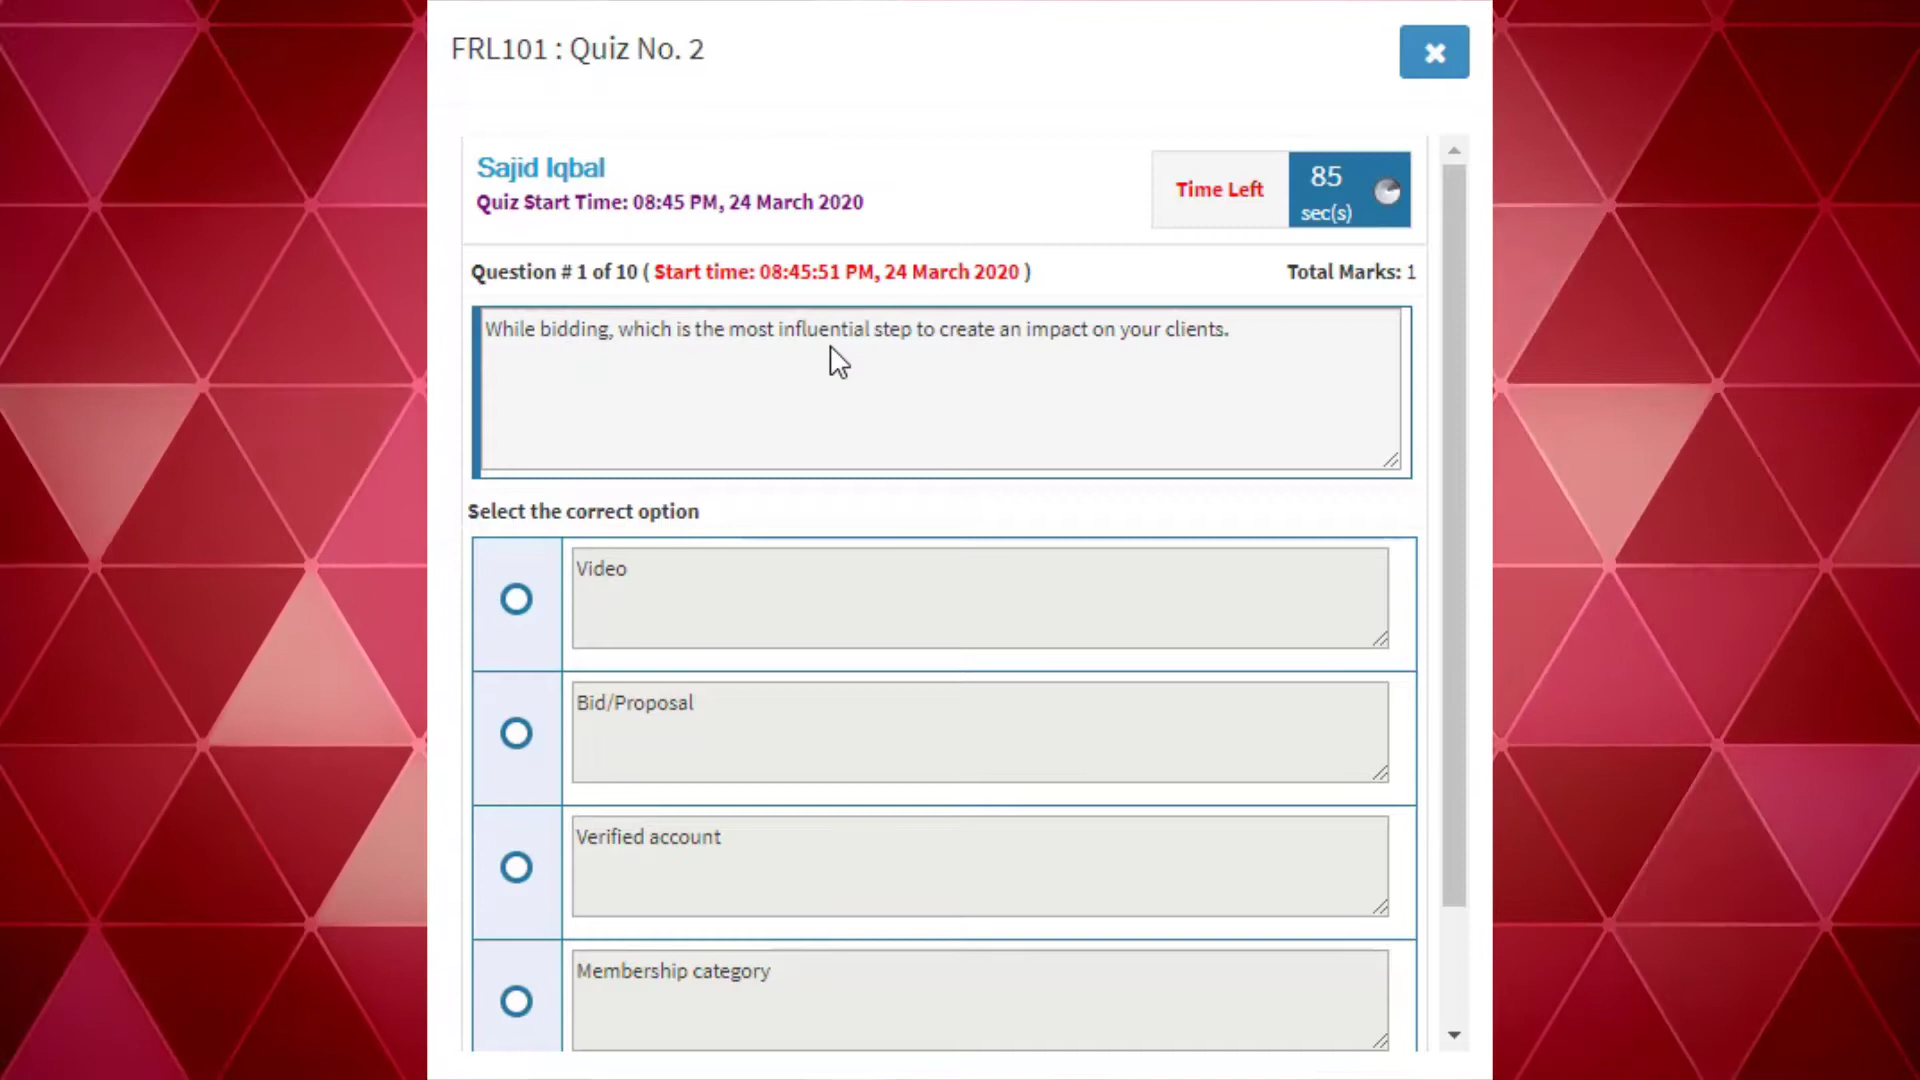 FRL101 : Quiz No. 2
Sajid Iqbal
Quiz Start Time: 08:45 PM, 24 March 2020
Time Left
85
sec(s)
Question # 1 of 10 ( Start time: 08:45:51 PM, 24 March 2020 )
Total Marks: 1
While bidding, which is the most influential step to create an impact on your clients.
Select the correct option
Video
Bid/Proposal
Verified account
Membership category